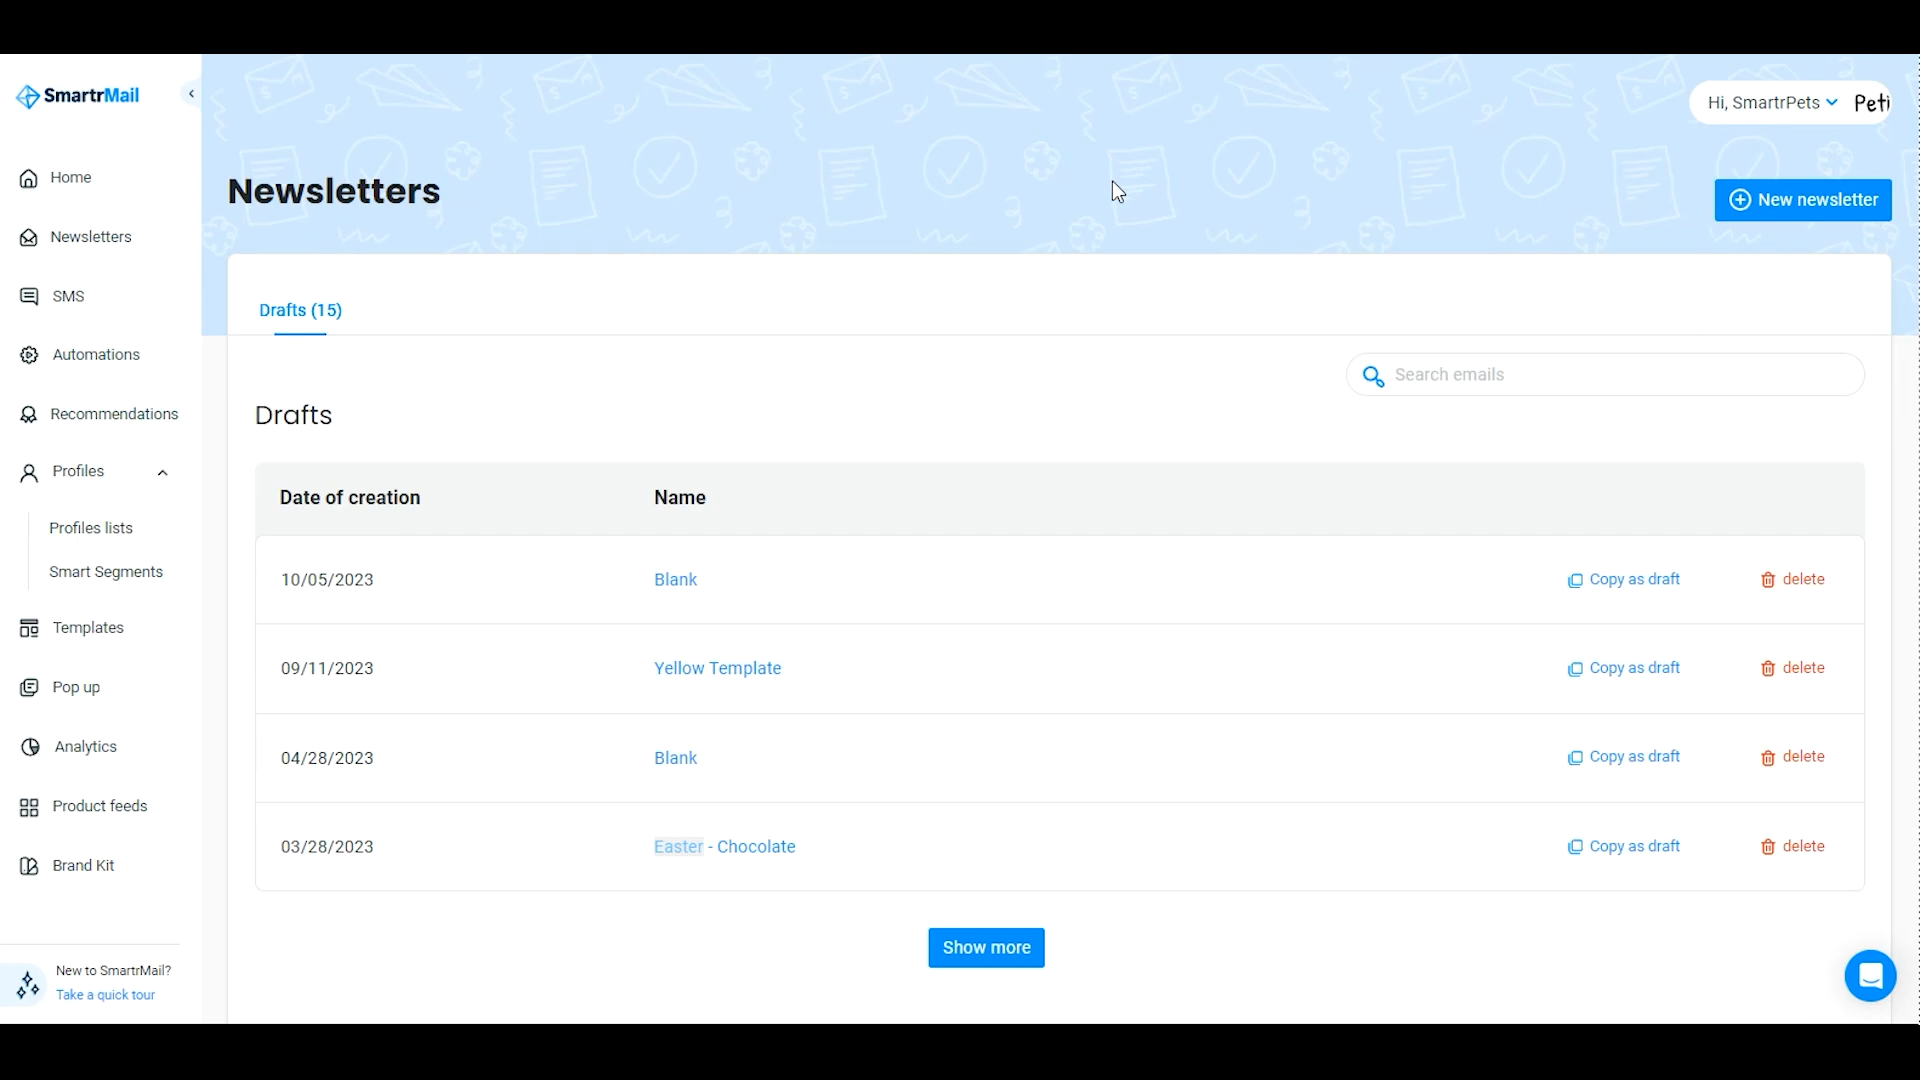 SmartrMail
Hi, SmartrPets
Peti
Home
Newsletters
New newsletter
Newsletters
SMS
Drafts (15)
Automations
Search emails
Recommendations
Drafts
Profiles
Date of creation Name
Profiles lists
Smart Segments
10/05/2023 Blank Copy as draft delete
Templates
09/11/2023 Yellow Template Copy as draft delete
Pop up
Analytics
04/28/2023 Blank Copy as draft delete
Product feeds
03/28/2023 Easter - Chocolate Copy as draft delete
Brand Kit
Show more
New to SmartrMail?
Take a quick tour